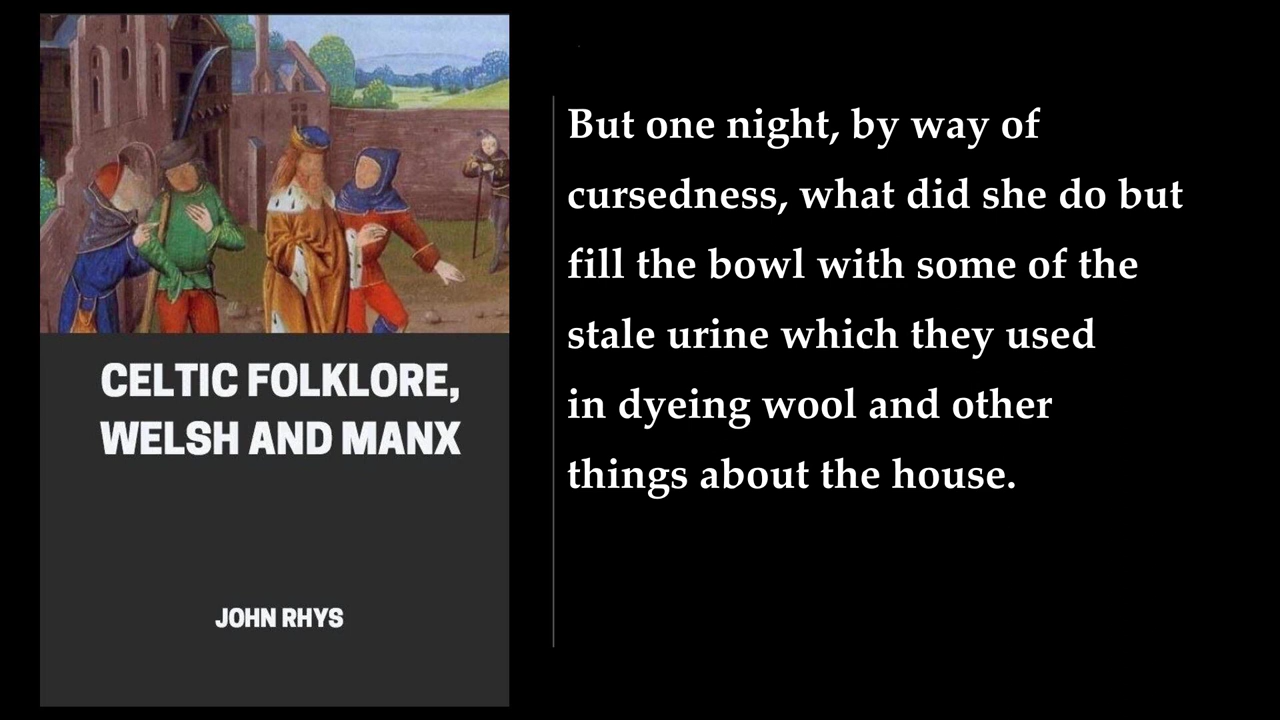 CELTIC FOLKLORE,
WELSH AND MANX
JOHN RHYS
But one night, by way of
cursedness, what did she do but
fill the bowl with some of the
stale urine which they used
in dyeing wool and other
things about the house.